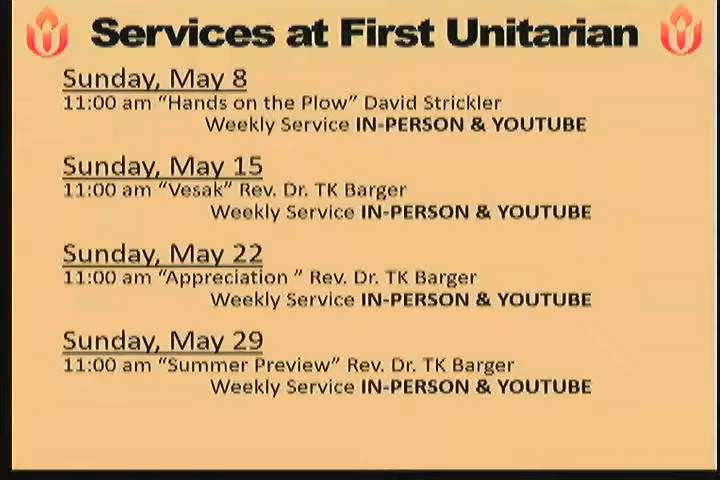 Services at First Unitarian
Sunday, May 8
11:00 am “Hands on the Plow” David Strickler
Weekly Service IN-PERSON & YOUTUBE
Sunday, May 15
11:00 am “Vesak” Rev. Dr. TK Barger
Weekly Service IN-PERSON & YOUTUBE
Sunday, May 22
11:00 am “Appreciation ” Rev. Dr. TK Barger
Weekly Service IN-PERSON & YOUTUBE
Sunday, May 29
11:00 am “Summer Preview” Rev. Dr. TK Barger
Weekly Service IN-PERSON & YOUTUBE